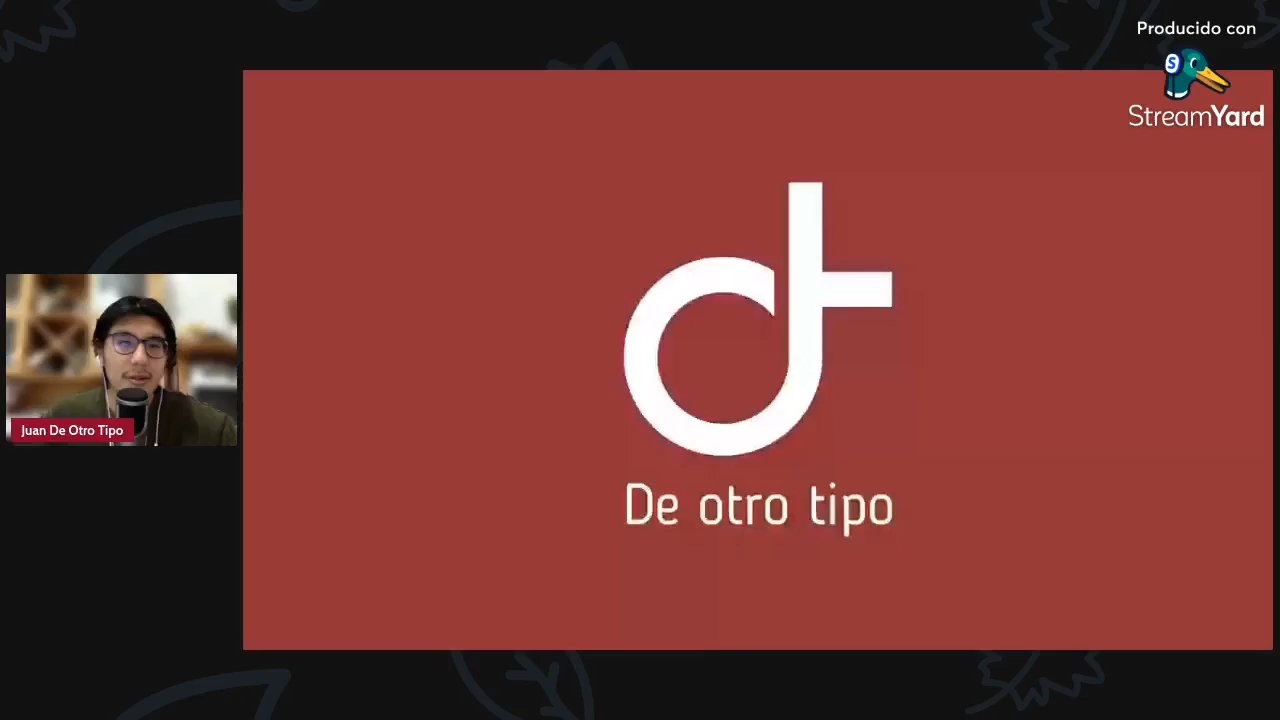 Producido con
StreamYard
De otro tipo
Juan De Otro Tipo